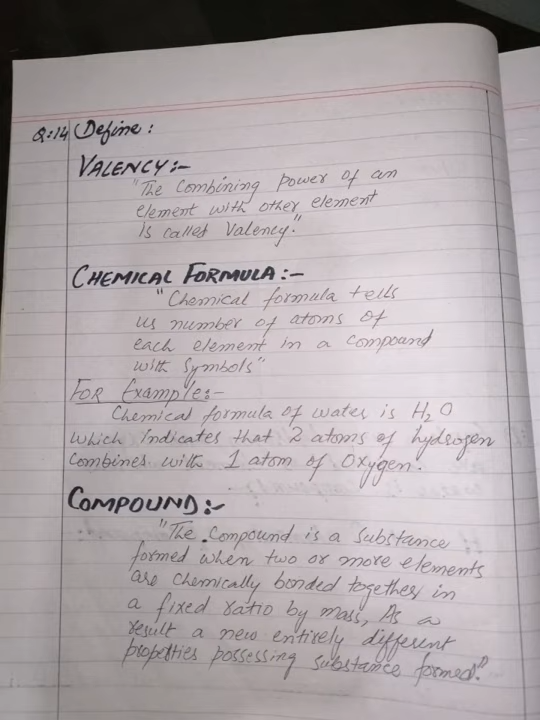 Q:14 Define:
VALENCY:-
"The Combining power of an
element with other element
is called Valency."
CHEMICAL FORMULA:-
"Chemical formula tells
us number of atoms of
each element in a compound
with Symbols"
FOR Example:-
Chemical formula of water is H₂O
which indicates that 2 atoms of hydrogen
combines with 1 atom of Oxygen.
COMPOUND:-
"The Compound is a Substance
formed when two or more elements
are chemically bonded together, in
a fixed ratio by mass, As a
result a new entirely different
properties possessing substance formed."